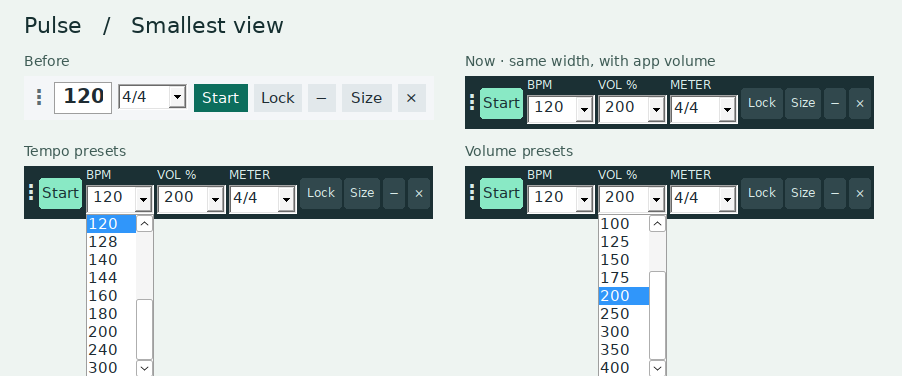 Pulse / Smallest view
Before
120 4/4 Start Lock − Size ×
Now · same width, with app volume
Start BPM 120 VOL % 200 METER 4/4 Lock Size − ×
Tempo presets
Start BPM 120 VOL % 200 METER 4/4 Lock Size − ×
120
128
140
144
160
180
200
240
300
Volume presets
Start BPM 120 VOL % 200 METER 4/4 Lock Size − ×
100
125
150
175
200
250
300
350
400